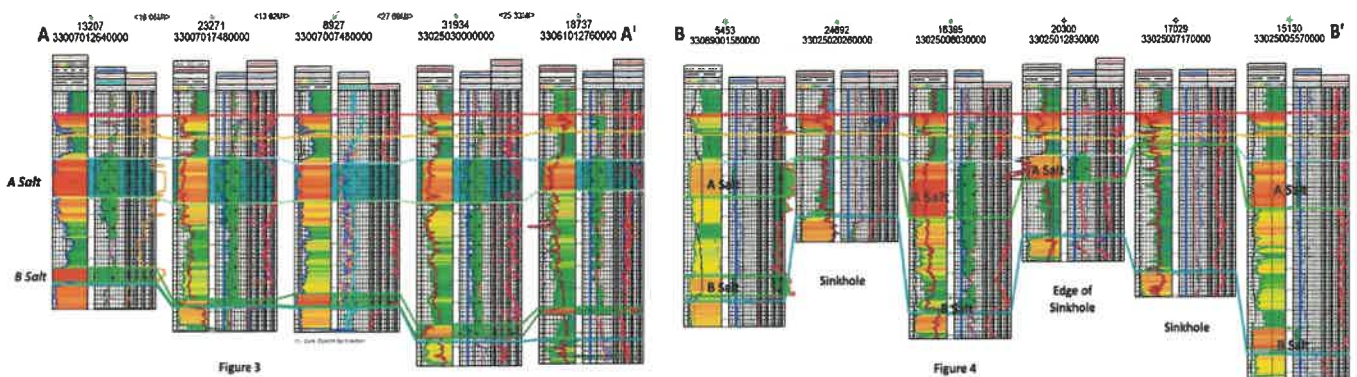 A 13207 23271 8927 31934 18737 A'
33007012640000 33007017480000 33007007460000 33025030000000 33061012760000
A Salt
B Salt
Figure 3
B 5453 24692 16385 20300 17029 15130 B'
33089001580000 33025020260000 33025006030000 33025012830000 33025007170000 33025005570000
A Salt A Salt A Salt A Salt
B Salt B Salt B Salt
Sinkhole
Edge of
Sinkhole
Sinkhole
Figure 4